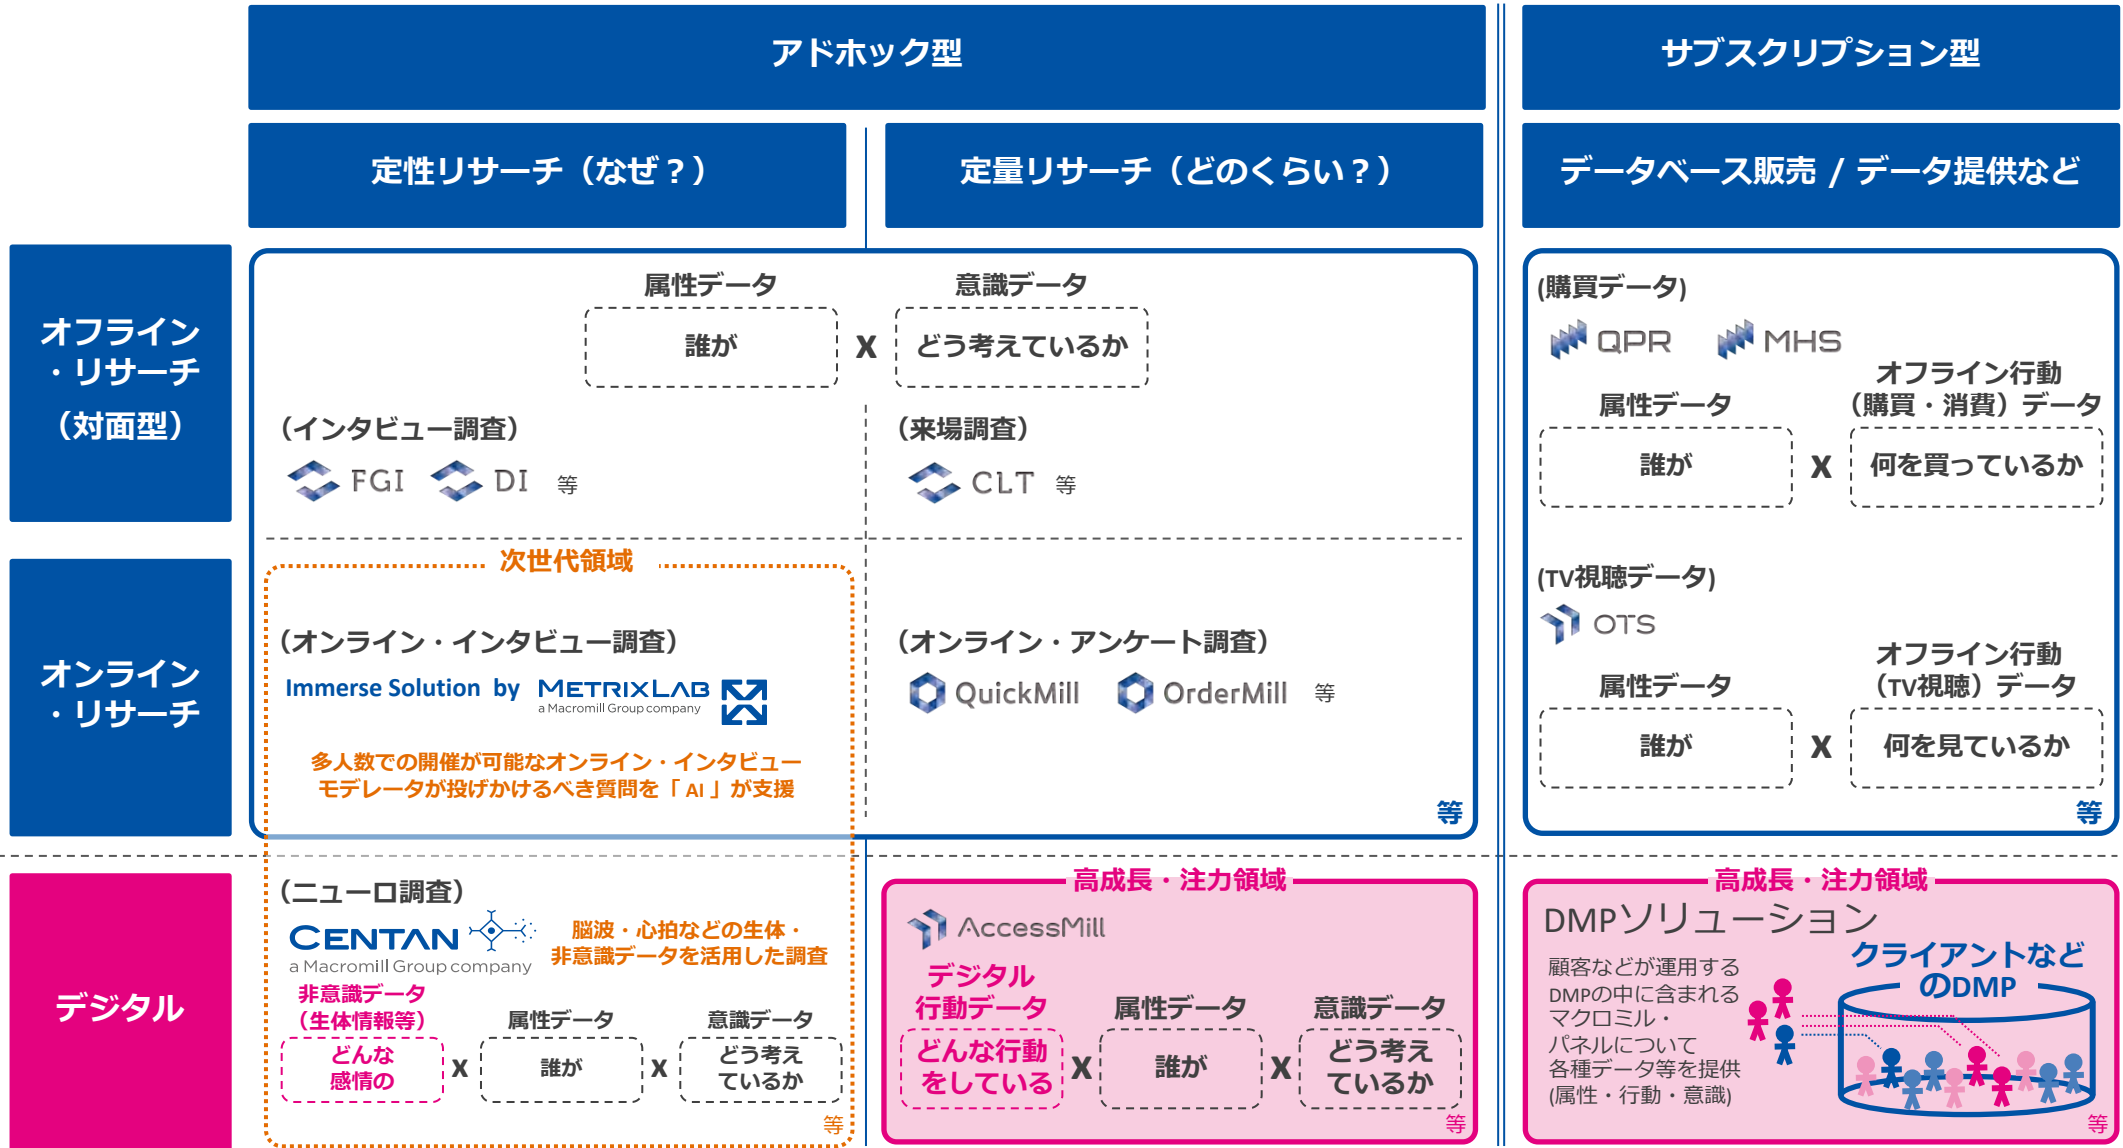 アドホック型
サブスクリプション型
定性リサーチ（なぜ？）
定量リサーチ（どのくらい？）
データベース販売 / データ提供など
オフライン
・リサーチ
（対面型）
属性データ
意識データ
誰が
X
どう考えているか
（インタビュー調査）
FGI
DI
等
（来場調査）
CLT
等
(購買データ)
QPR
MHS
属性データ
オフライン行動
（購買・消費）データ
誰が
X
何を買っているか
オンライン
・リサーチ
次世代領域
（オンライン・インタビュー調査）
Immerse Solution by
METRIXLAB
a Macromill Group company
多人数での開催が可能なオンライン・インタビュー
モデレータが投げかけるべき質問を「 AI 」が支援
（オンライン・アンケート調査）
QuickMill
OrderMill
等
等
(TV視聴データ)
OTS
属性データ
オフライン行動
（TV視聴）データ
誰が
X
何を見ているか
等
デジタル
（ニューロ調査）
CENTAN
a Macromill Group company
脳波・心拍などの生体・
非意識データを活用した調査
非意識データ
（生体情報等）
属性データ
意識データ
どんな
感情の
X
誰が
X
どう考え
ているか
等
高成長・注力領域
AccessMill
デジタル
行動データ
属性データ
意識データ
どんな行動
をしている
X
誰が
X
どう考え
ているか
等
高成長・注力領域
DMPソリューション
顧客などが運用する
DMPの中に含まれる
マクロミル・
パネルについて
各種データ等を提供
(属性・行動・意識)
クライアントなど
のDMP
等